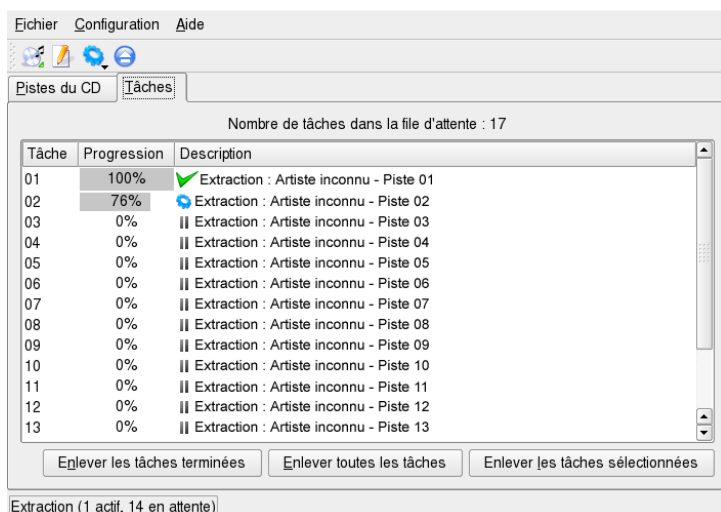 Fichier Configuration Aide
Pistes du CD Tâches
Nombre de tâches dans la file d'attente : 17
Tâche Progression Description
01 100% Extraction : Artiste inconnu - Piste 01
02 76% Extraction : Artiste inconnu - Piste 02
03 0% Extraction : Artiste inconnu - Piste 03
04 0% Extraction : Artiste inconnu - Piste 04
05 0% Extraction : Artiste inconnu - Piste 05
06 0% Extraction : Artiste inconnu - Piste 06
07 0% Extraction : Artiste inconnu - Piste 07
08 0% Extraction : Artiste inconnu - Piste 08
09 0% Extraction : Artiste inconnu - Piste 09
10 0% Extraction : Artiste inconnu - Piste 10
11 0% Extraction : Artiste inconnu - Piste 11
12 0% Extraction : Artiste inconnu - Piste 12
13 0% Extraction : Artiste inconnu - Piste 13
Enlever les tâches terminées Enlever toutes les tâches Enlever les tâches sélectionnées
Extraction (1 actif, 14 en attente)